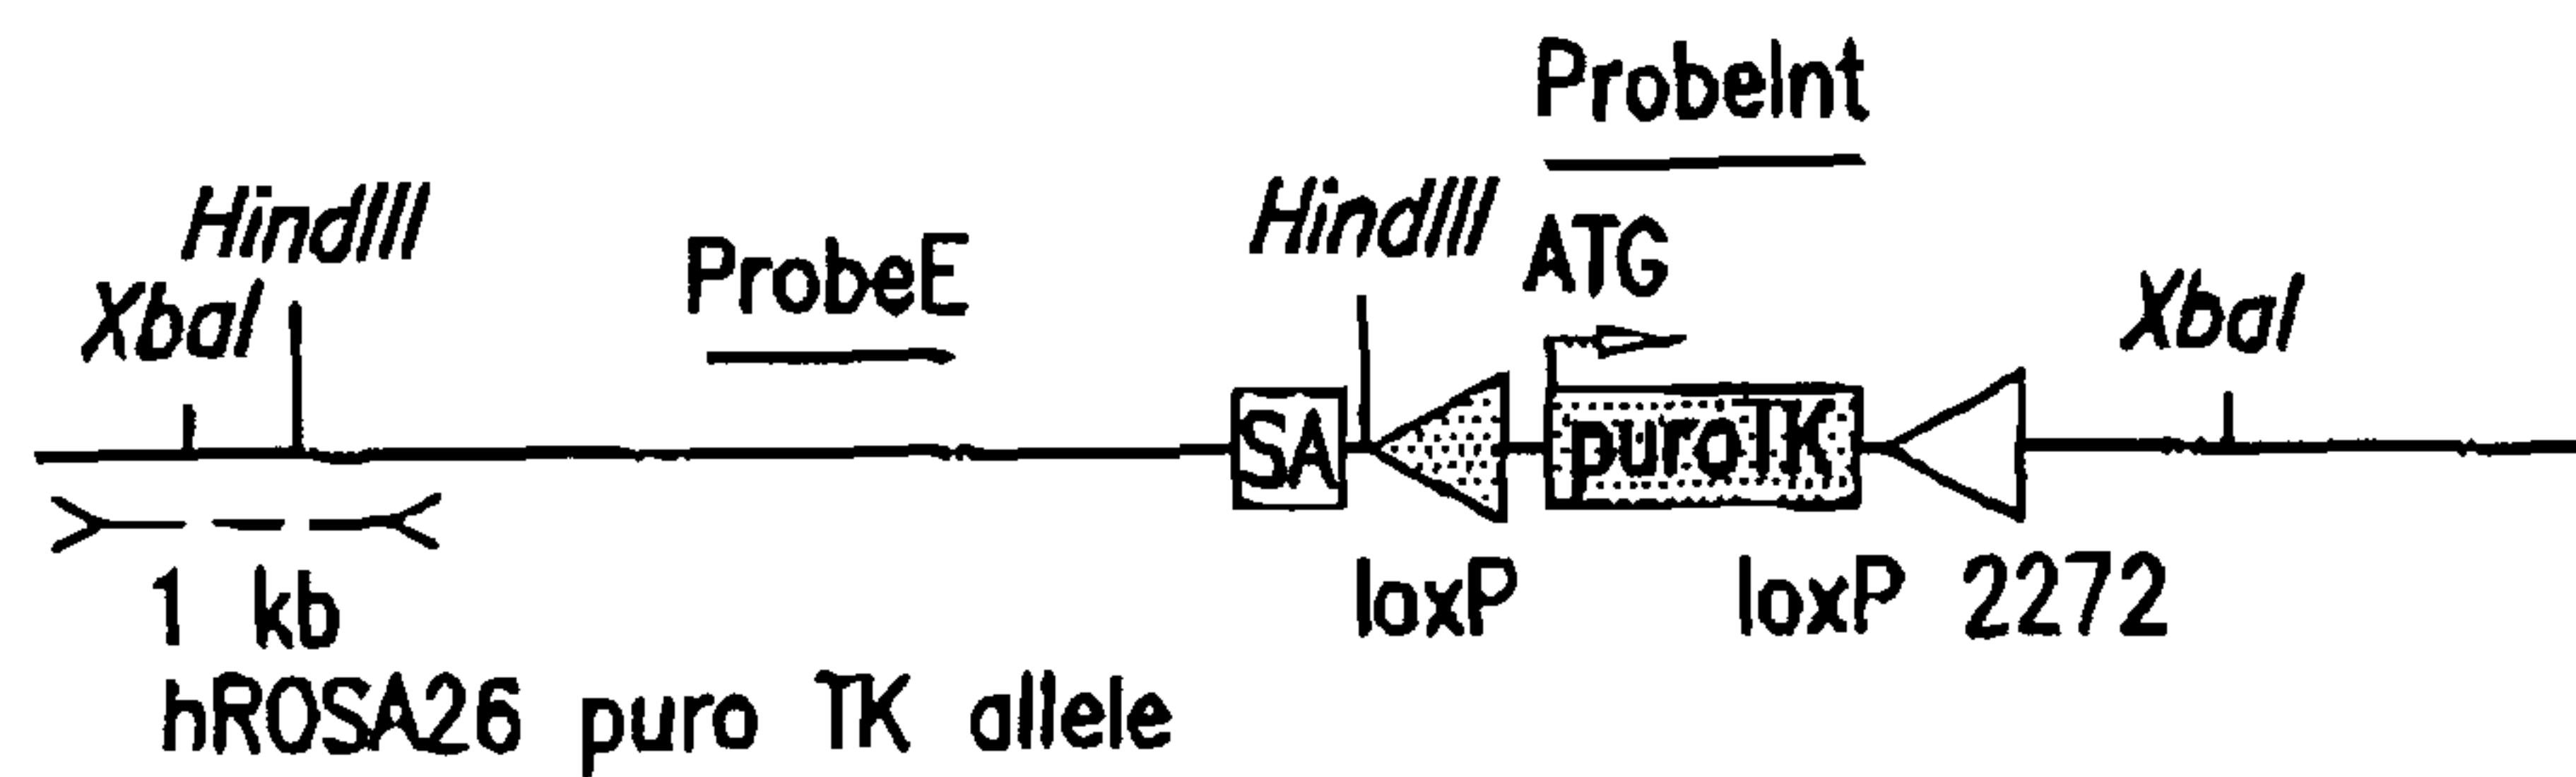 ProbeInt
HindIII
HindIII
ATG
XbaI
ProbeE
XbaI
SA
puroTK
loxP
loxP 2272
1 kb
hROSA26 puro TK allele